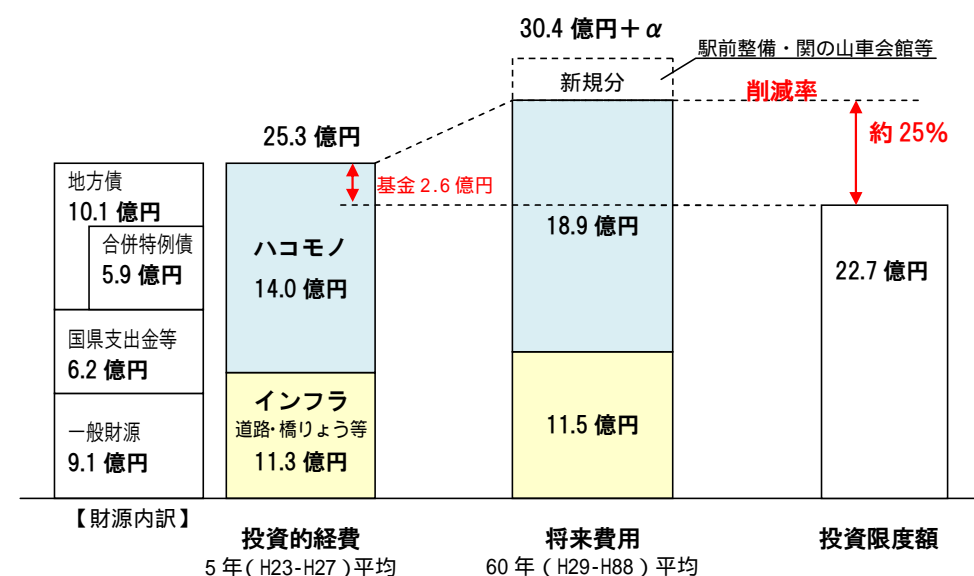 30.4 億円+α
駅前整備・関の山車会館等
新規分
削減率
約 25%
25.3 億円
基金 2.6 億円
地方債
10.1 億円
合併特例債
5.9 億円
国県支出金等
6.2 億円
一般財源
9.1 億円
【財源内訳】
ハコモノ
14.0 億円
インフラ
道路・橋りょう等
11.3 億円
投資的経費
5 年(H23-H27)平均
18.9 億円
11.5 億円
将来費用
60 年(H29-H88)平均
22.7 億円
投資限度額